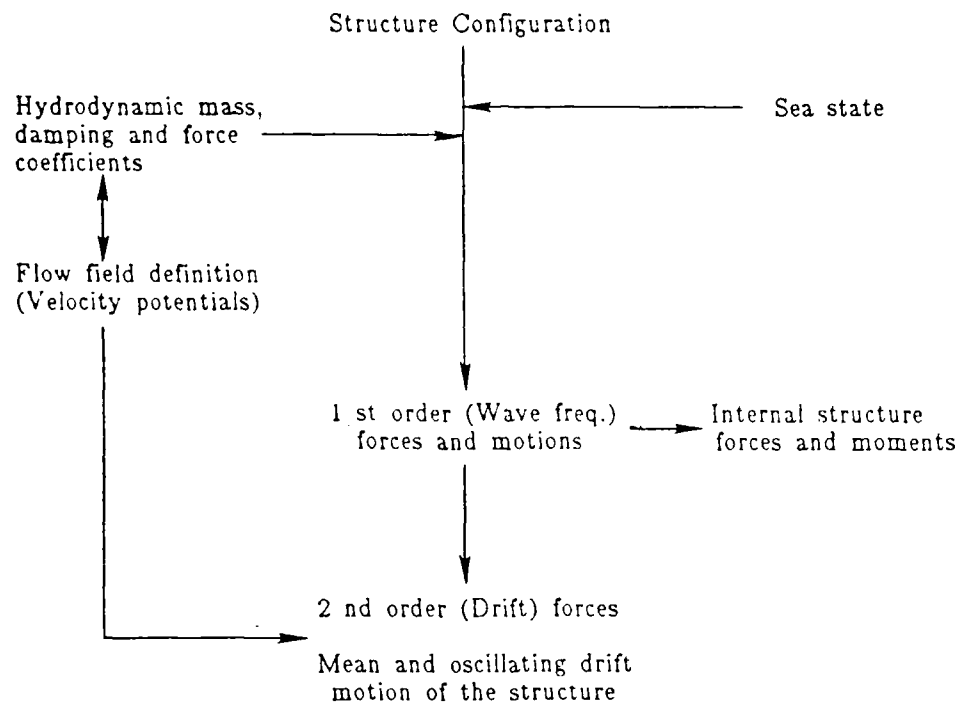 Structure Configuration
Hydrodynamic mass,
damping and force
coefficients
Sea state
Flow field definition
(Velocity potentials)
1 st order (Wave freq.)
forces and motions
Internal structure
forces and moments
2 nd order (Drift) forces
Mean and oscillating drift
motion of the structure